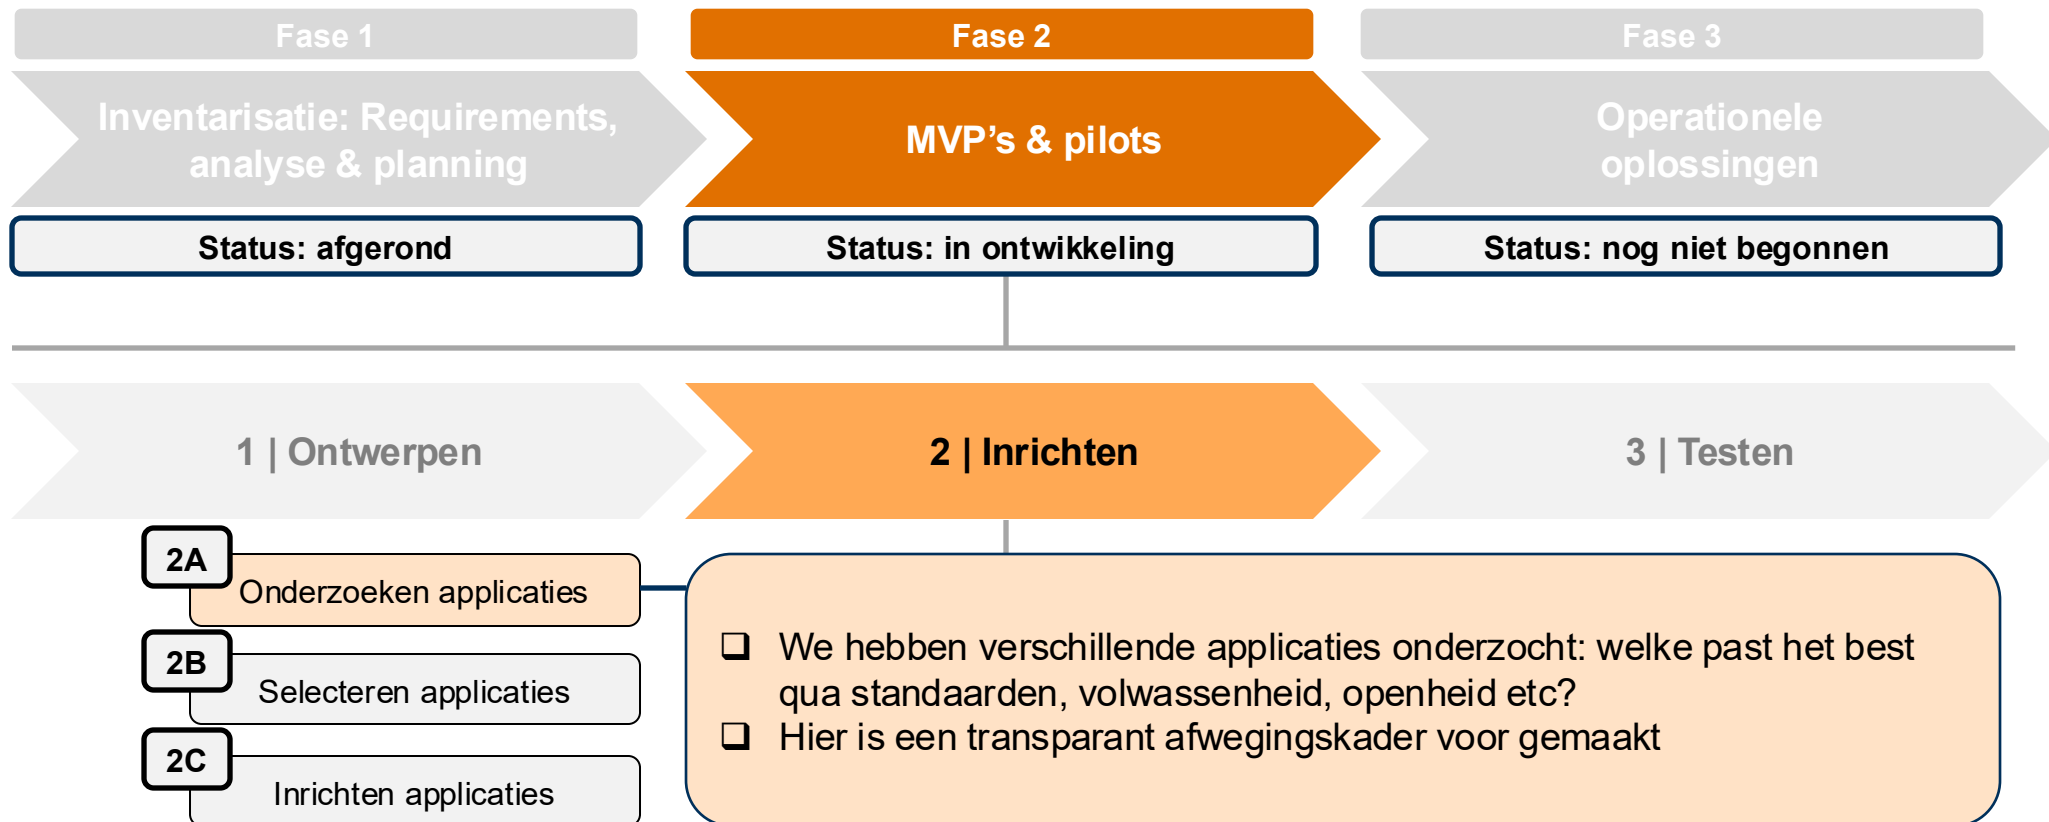 Fase 1
Fase 2
Fase 3
Inventarisatie: Requirements,
analyse & planning
MVP’s & pilots
Operationele
oplossingen
Status: afgerond
Status: in ontwikkeling
Status: nog niet begonnen
1 | Ontwerpen
2 | Inrichten
3 | Testen
2A
Onderzoeken applicaties
2B
Selecteren applicaties
2C
Inrichten applicaties
❑ We hebben verschillende applicaties onderzocht: welke past het best
qua standaarden, volwassenheid, openheid etc?
❑ Hier is een transparant afwegingskader voor gemaakt